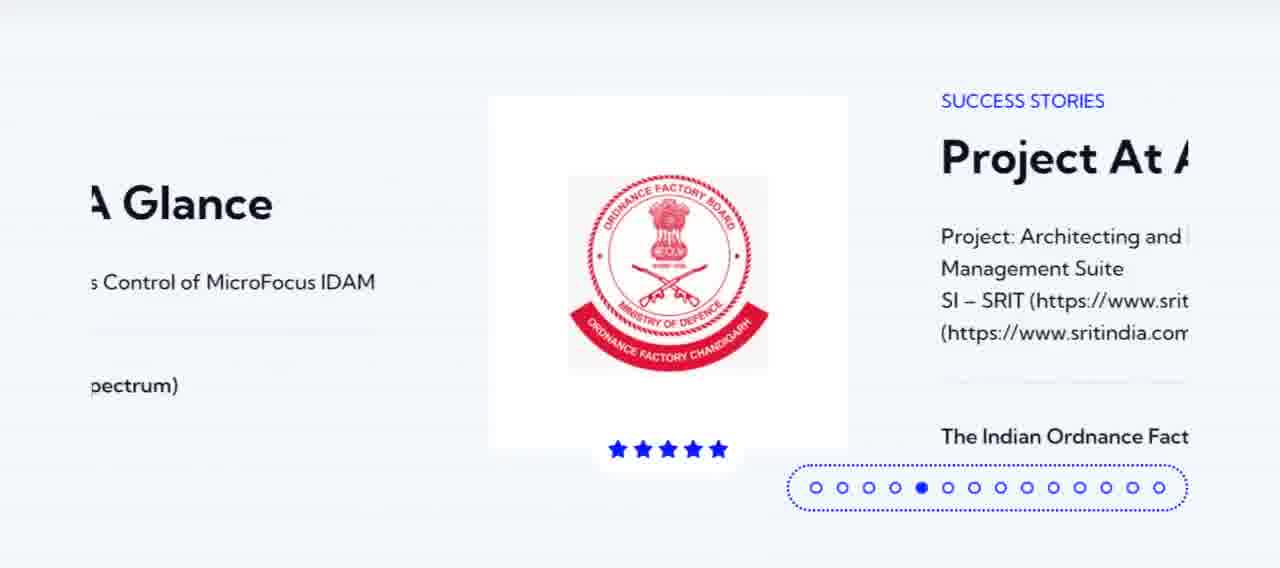 A Glance
s Control of MicroFocus IDAM
pectrum)
ORDNANCE FACTORY BOARD
MINISTRY OF DEFENCE
ORDNANCE FACTORY CHANDIGARH
SUCCESS STORIES
Project At A
Project: Architecting and
Management Suite
SI – SRIT (https://www.srit
(https://www.sritindia.com
The Indian Ordnance Fact